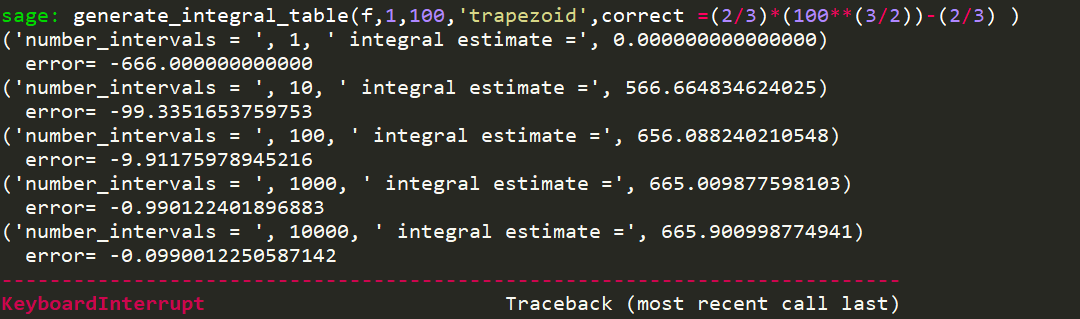 sage: generate_integral_table(f,1,100,'trapezoid',correct =(2/3)*(100**(3/2))-(2/3) )
('number_intervals = ', 1, ' integral estimate =', 0.000000000000000)
  error= -666.000000000000
('number_intervals = ', 10, ' integral estimate =', 566.664834624025)
  error= -99.3351653759753
('number_intervals = ', 100, ' integral estimate =', 656.088240210548)
  error= -9.91175978945216
('number_intervals = ', 1000, ' integral estimate =', 665.009877598103)
  error= -0.990122401896883
('number_intervals = ', 10000, ' integral estimate =', 665.900998774941)
  error= -0.0990012250587142
---------------------------------------------------------------------------
KeyboardInterrupt                         Traceback (most recent call last)